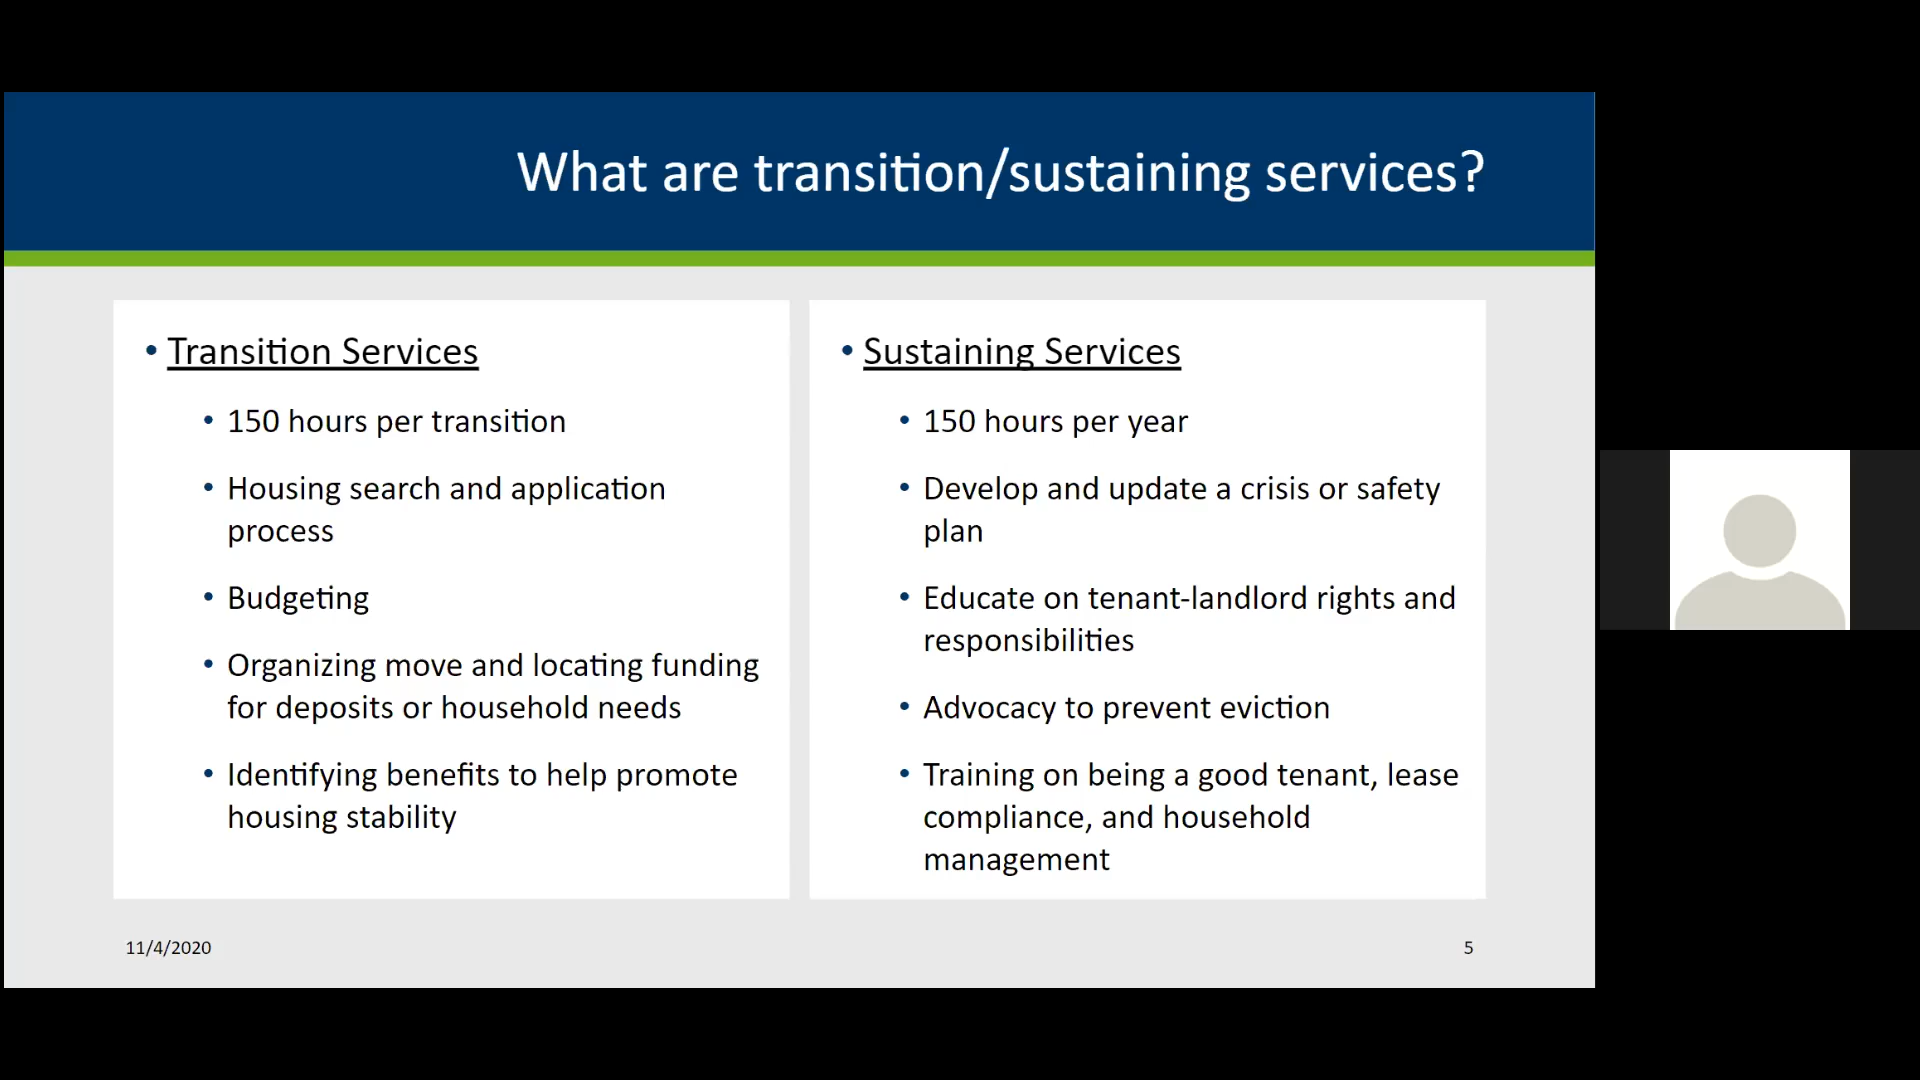 What are transition/sustaining services?
• Transition Services
• 150 hours per transition
• Housing search and application
process
• Budgeting
• Organizing move and locating funding
for deposits or household needs
• Identifying benefits to help promote
housing stability
• Sustaining Services
• 150 hours per year
• Develop and update a crisis or safety
plan
• Educate on tenant-landlord rights and
responsibilities
• Advocacy to prevent eviction
• Training on being a good tenant, lease
compliance, and household
management
11/4/2020
5